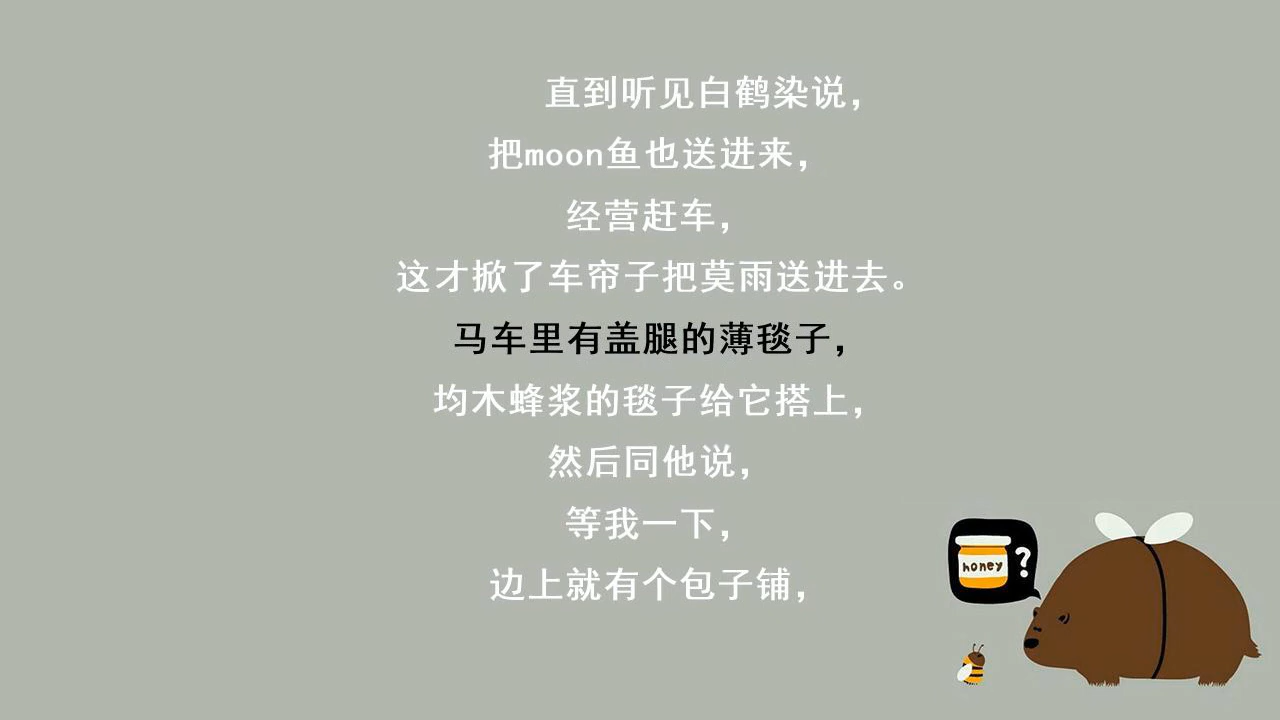 直到听见白鹤染说，
把moon鱼也送进来，
经营赶车，
这才掀了车帘子把莫雨送进去。
马车里有盖腿的薄毯子，
均木蜂浆的毯子给它搭上，
然后同他说，
等我一下，
边上就有个包子铺，
honey
?